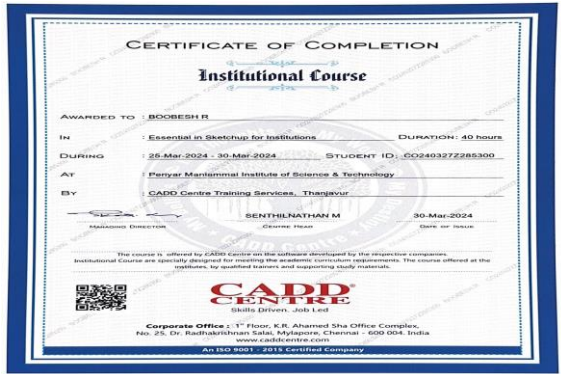 CERTIFICATE OF COMPLETION
Institutional Course
AWARDED TO : BOOBESH R
IN : Essential in Sketchup for Institutions DURATION: 40 hours
DURING : 25-Mar-2024 - 30-Mar-2024 STUDENT ID: CO240327Z285300
AT : Periyar Maniammai Institute of Science & Technology
BY : CADD Centre Training Services, Thanjavur
SENTHILNATHAN M 30-Mar-2024
MANAGING DIRECTOR CENTRE HEAD DATE OF ISSUE
The course is offered by CADD Centre on the software developed by the respective companies.
Institutional Course are specially designed for meeting the academic curriculum requirements. The course offered at the
institutes, by qualified trainers and supporting study materials.
CADD
CENTRE
Skills Driven. Job Led
Corporate Office : 1st Floor, K.R. Ahamed Sha Office Complex,
No. 25, Dr. Radhakrishnan Salai, Mylapore, Chennai - 600 004. India
www.caddcentre.com
An ISO 9001 - 2015 Certified Company